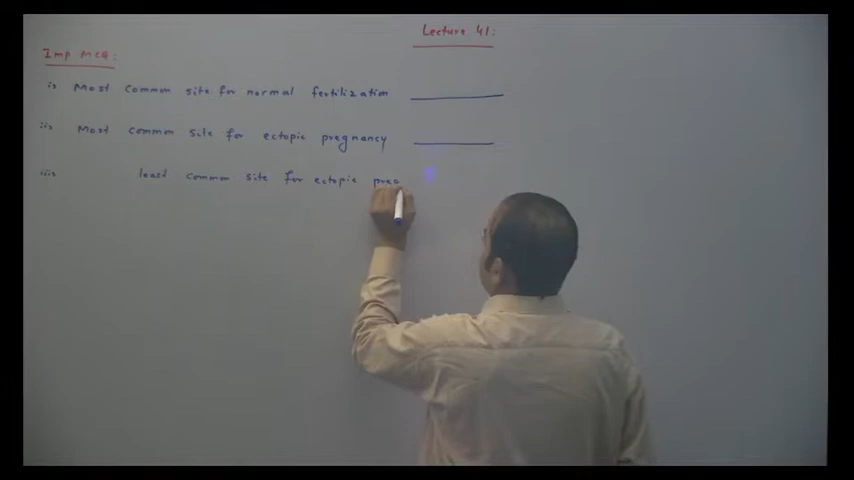 Lecture 41:
Imp MCQ:
i> Most common site for normal fertilization
ii> Most common site for ectopic pregnancy
iii> least common site for ectopic preg